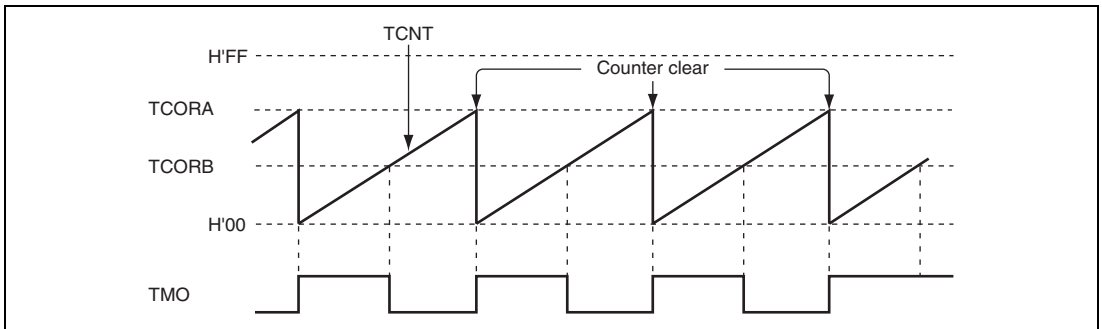 TCNT
H'FF
Counter clear
TCORA
TCORB
H'00
TMO